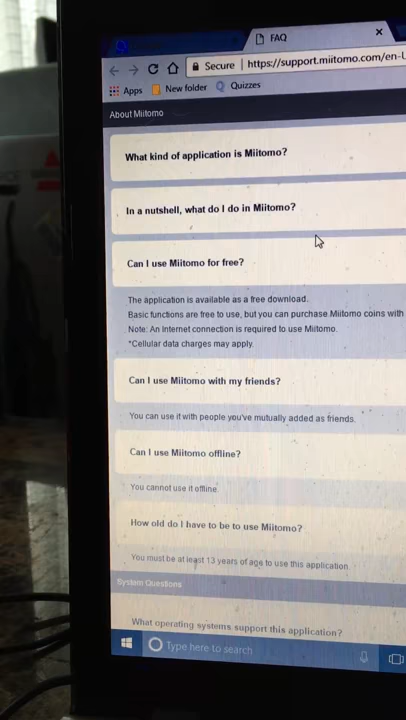 FAQ
Secure | https://support.miitomo.com/en-U
Apps New folder Quizzes
About Miitomo
What kind of application is Miitomo?
In a nutshell, what do I do in Miitomo?
Can I use Miitomo for free?
The application is available as a free download.
Basic functions are free to use, but you can purchase Miitomo coins with
Note: An Internet connection is required to use Miitomo.
*Cellular data charges may apply.
Can I use Miitomo with my friends?
You can use it with people you've mutually added as friends.
Can I use Miitomo offline?
You cannot use it offline.
How old do I have to be to use Miitomo?
You must be at least 13 years of age to use this application.
System Questions
What operating systems support this application?
Type here to search